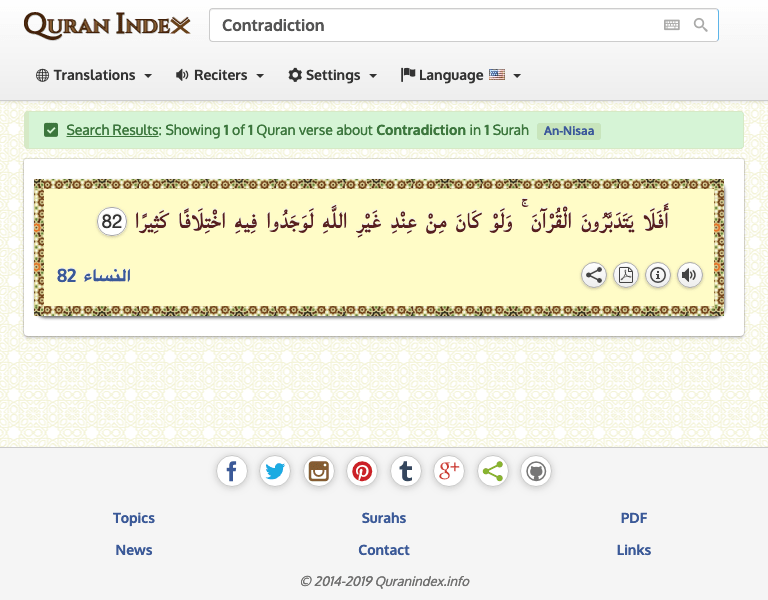 QURAN INDEX
Contradiction
Translations
Reciters
Settings
Language
Search Results: Showing 1 of 1 Quran verse about Contradiction in 1 Surah An-Nisaa
أَفَلَا يَتَدَبَّرُونَ الْقُرْآنَ ۚ وَلَوْ كَانَ مِنْ عِنْدِ غَيْرِ اللَّهِ لَوَجَدُوا فِيهِ اخْتِلَافًا كَثِيرًا 82
النساء 82
Topics Surahs PDF
News Contact Links
© 2014-2019 Quranindex.info